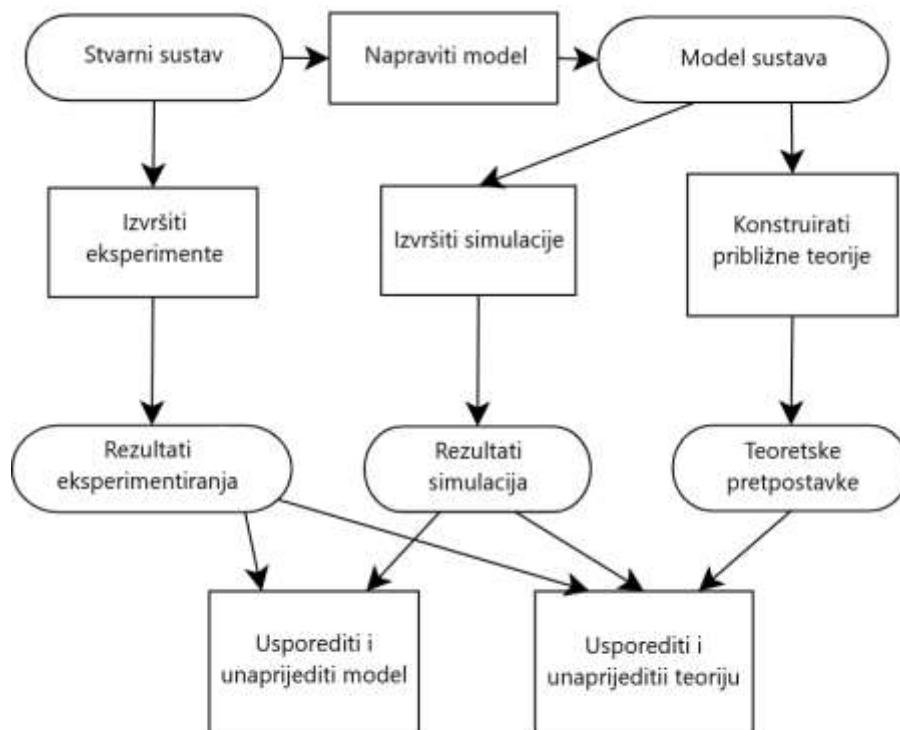 Stvarni sustav
Napraviti model
Model sustava
Izvršiti
eksperimente
Izvršiti simulacije
Konstruirati
približne teorije
Rezultati
eksperimentiranja
Rezultati
simulacija
Teoretske
pretpostavke
Usporediti i
unaprijediti model
Usporediti i
unaprijeditii teoriju